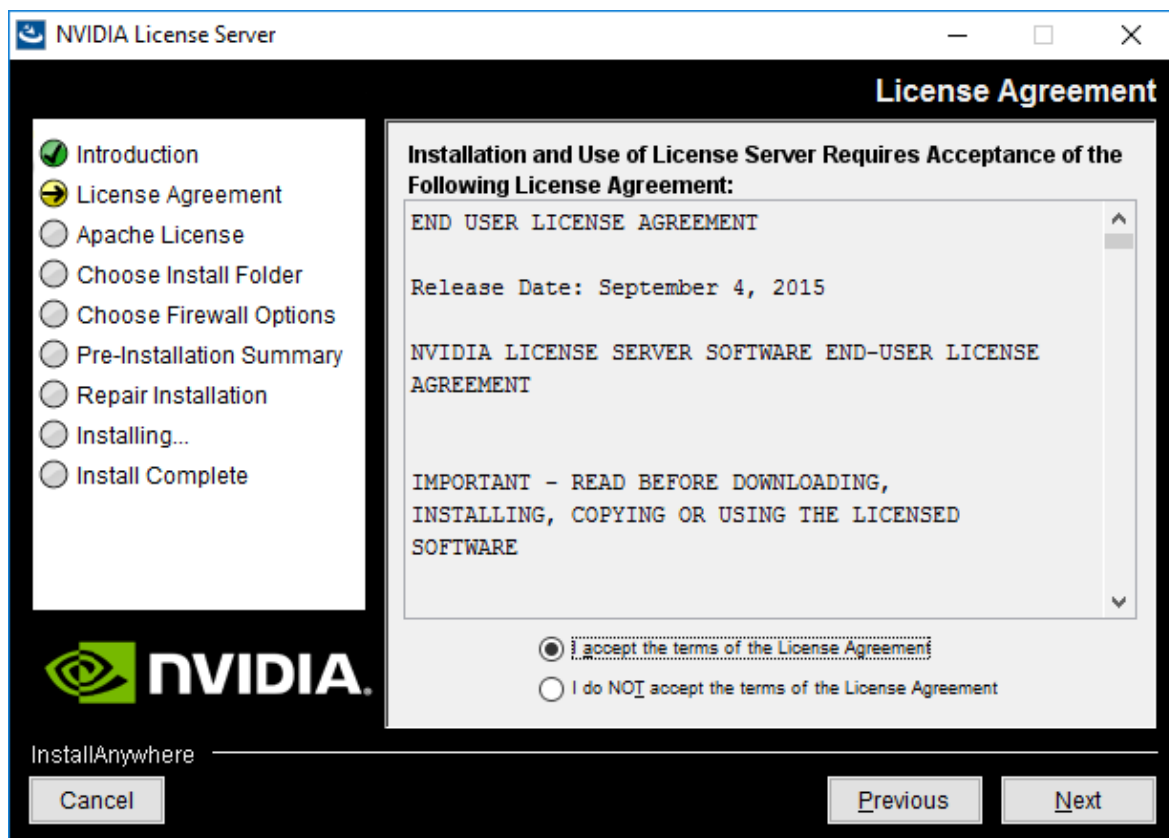 NVIDIA License Server
License Agreement
Introduction
License Agreement
Apache License
Choose Install Folder
Choose Firewall Options
Pre-Installation Summary
Repair Installation
Installing...
Install Complete
Installation and Use of License Server Requires Acceptance of the
Following License Agreement:
END USER LICENSE AGREEMENT
Release Date: September 4, 2015
NVIDIA LICENSE SERVER SOFTWARE END-USER LICENSE
AGREEMENT
IMPORTANT - READ BEFORE DOWNLOADING,
INSTALLING, COPYING OR USING THE LICENSED
SOFTWARE
I accept the terms of the License Agreement
I do NOT accept the terms of the License Agreement
NVIDIA.
InstallAnywhere
Cancel
Previous
Next